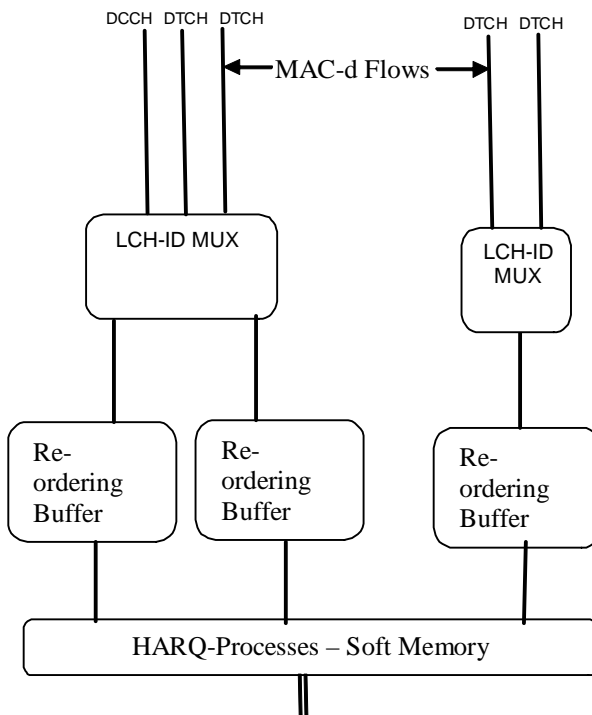 DCCH DTCH DTCH
DTCH DTCH
MAC-d Flows
LCH-ID MUX
LCH-ID
MUX
Re-
ordering
Buffer
Re-
ordering
Buffer
Re-
ordering
Buffer
HARQ-Processes – Soft Memory